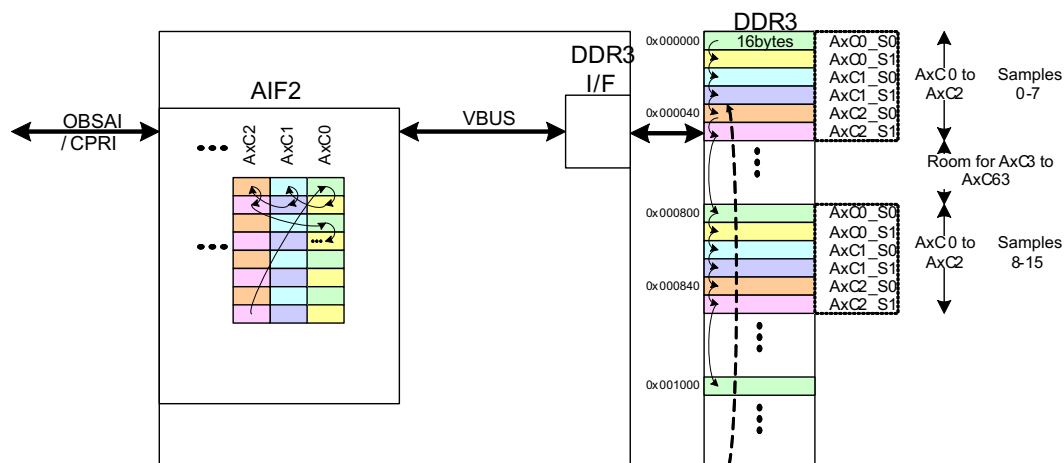 OBSAI
/ CPRI
AIF2
AxC2
AxC1
AxC0
VBUS
DDR3
I/F
DDR3
0x000000
16bytes
AxC0_S0
AxC0_S1
AxC1_S0
AxC1_S1
0x000040
AxC2_S0
AxC2_S1
AxC0 to
AxC2
Samples
0-7
Room for AxC3 to
AxC63
0x000800
AxC0_S0
AxC0_S1
AxC1_S0
AxC1_S1
0x000840
AxC2_S0
AxC2_S1
AxC0 to
AxC2
Samples
8-15
0x001000